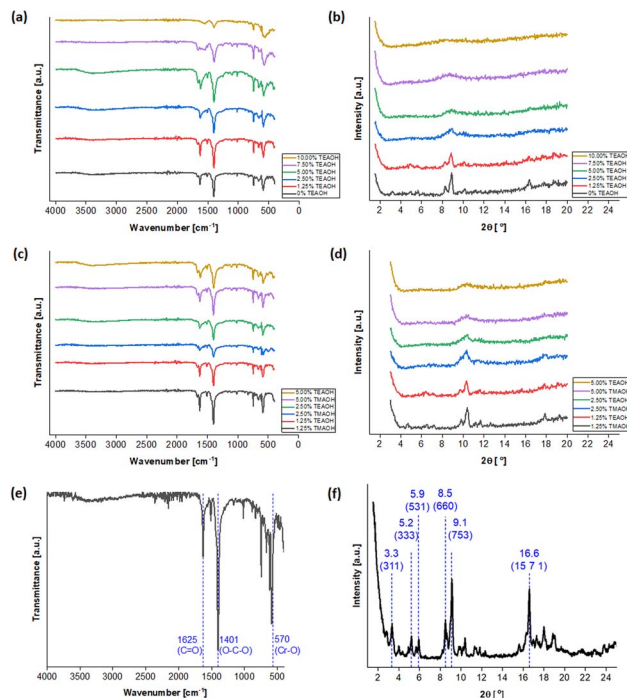 (a)
Transmittance [a.u.]
10.00% TEAOH
7.50% TEAOH
5.00% TEAOH
2.50% TEAOH
1.25% TEAOH
0% TEAOH
4000 3500 3000 2500 2000 1500 1000 500 0
Wavenumber [cm⁻¹]
(b)
Intensity [a.u.]
10.00% TEAOH
7.50% TEAOH
5.00% TEAOH
2.50% TEAOH
1.25% TEAOH
0% TEAOH
2 4 6 8 10 12 14 16 18 20 22 24
2Θ [ °]
(c)
Transmittance [a.u.]
5.00% TEAOH
5.00% TMAOH
2.50% TEAOH
2.50% TMAOH
1.25% TEAOH
1.25% TMAOH
4000 3500 3000 2500 2000 1500 1000 500 0
Wavenumber [cm⁻¹]
(d)
Intensity [a.u.]
5.00% TEAOH
5.00% TMAOH
2.50% TEAOH
2.50% TMAOH
1.25% TEAOH
1.25% TMAOH
2 4 6 8 10 12 14 16 18 20 22 24
2Θ [ °]
(e)
Transmittance [a.u.]
1625
(C=O)
1401
(O-C-O)
570
(Cr-O)
4000 3500 3000 2500 2000 1500 1000 500
Wavenumber [cm⁻¹]
(f)
Intensity [a.u.]
3.3
(311)
5.2
(333)
5.9
(531)
8.5
(660)
9.1
(753)
16.6
(15 7 1)
2 4 6 8 10 12 14 16 18 20 22 24
2Θ [ °]